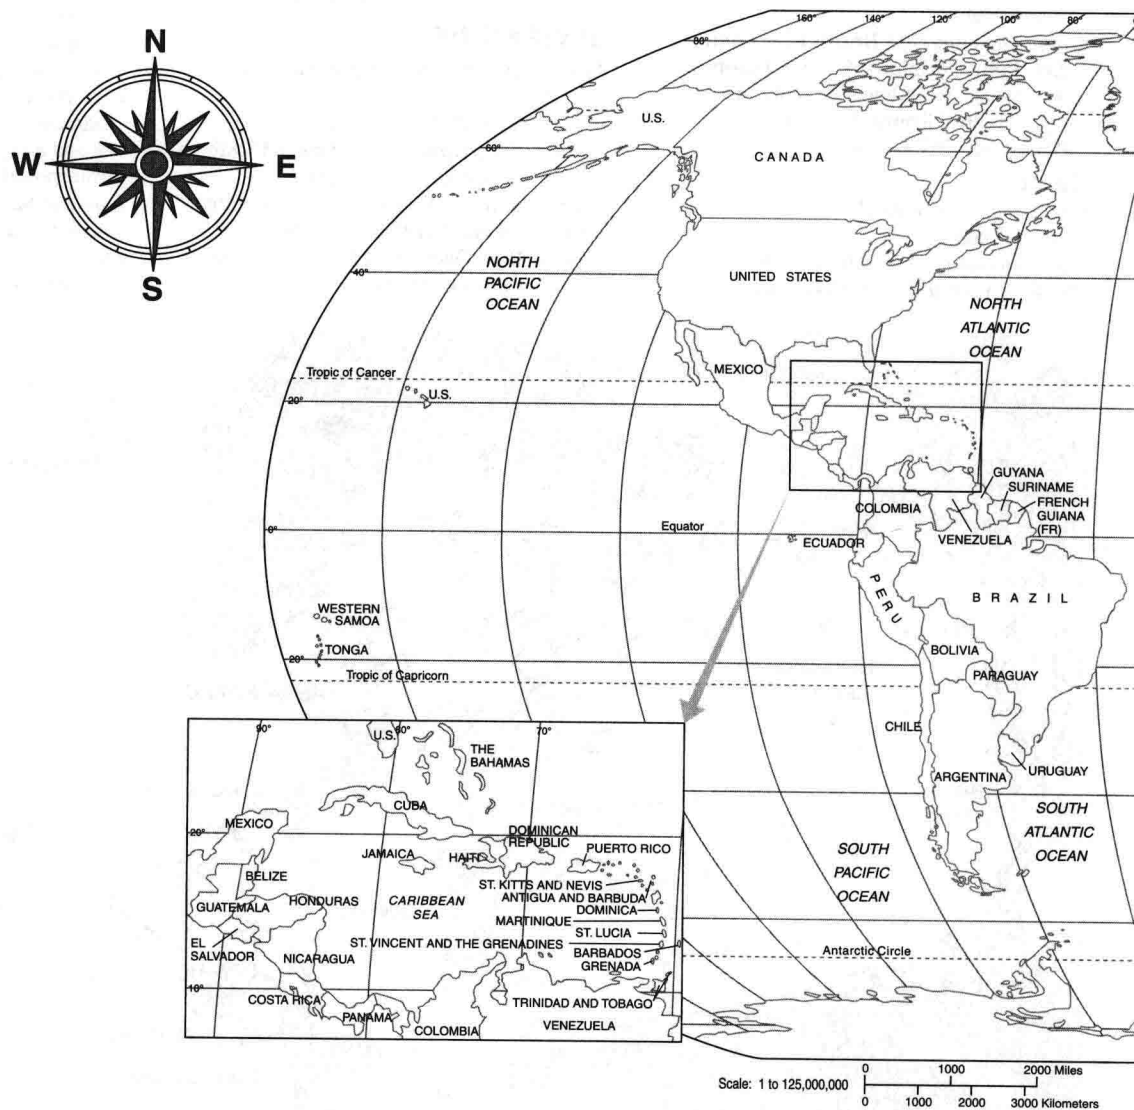 N
W
E
S
160°
140°
120°
100°
80°
80°
U.S.
60°
CANADA
NORTH
PACIFIC
OCEAN
40°
UNITED STATES
NORTH
ATLANTIC
OCEAN
MEXICO
Tropic of Cancer
U.S.
20°
GUYANA
SURINAME
FRENCH
GUIANA
(FR)
COLOMBIA
VENEZUELA
Equator
0°
ECUADOR
PERU
BRAZIL
WESTERN
SAMOA
TONGA
20°
BOLIVIA
PARAGUAY
Tropic of Capricorn
CHILE
ARGENTINA
URUGUAY
SOUTH
ATLANTIC
OCEAN
SOUTH
PACIFIC
OCEAN
Antarctic Circle
90°
80°
70°
U.S.
THE
BAHAMAS
CUBA
MEXICO
20°
DOMINICAN
REPUBLIC
JAMAICA
HAITI
PUERTO RICO
BELIZE
ST. KITTS AND NEVIS
ANTIGUA AND BARBUDA
GUATEMALA
HONDURAS
CARIBBEAN
SEA
DOMINICA
MARTINIQUE
ST. LUCIA
EL
SALVADOR
ST. VINCENT AND THE GRENADINES
BARBADOS
GRENADA
NICARAGUA
10°
COSTA RICA
TRINIDAD AND TOBAGO
PANAMA
COLOMBIA
VENEZUELA
Scale: 1 to 125,000,000
0 1000 2000 Miles
0 1000 2000 3000 Kilometers